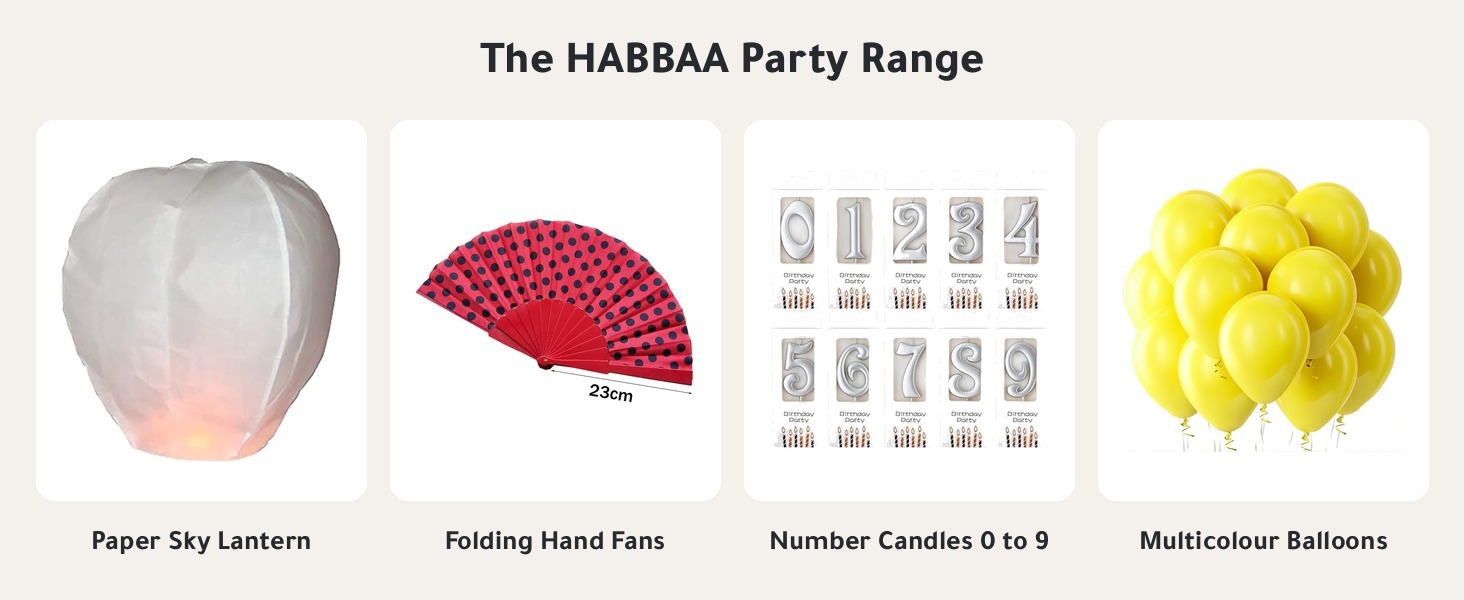 The HABBAA Party Range
23cm
0 1 2 3 4
Birthday Party
Birthday Party
Birthday Party
Birthday Party
Birthday Party
5 6 7 8 9
Birthday Party
Birthday Party
Birthday Party
Birthday Party
Birthday Party
Paper Sky Lantern
Folding Hand Fans
Number Candles 0 to 9
Multicolour Balloons